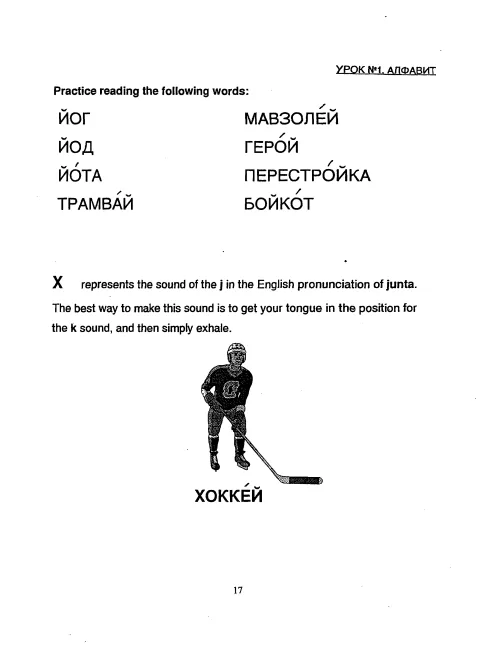 УРОК №1. АЛФАВИТ
Practice reading the following words:
ЙОГ МАВЗОЛЕ́Й
ЙОД ГЕРО́Й
ЙО́ТА ПЕРЕСТРО́ЙКА
ТРАМВА́Й БОЙКО́Т
Х represents the sound of the j in the English pronunciation of junta.
The best way to make this sound is to get your tongue in the position for
the k sound, and then simply exhale.
ХОККЕ́Й
17